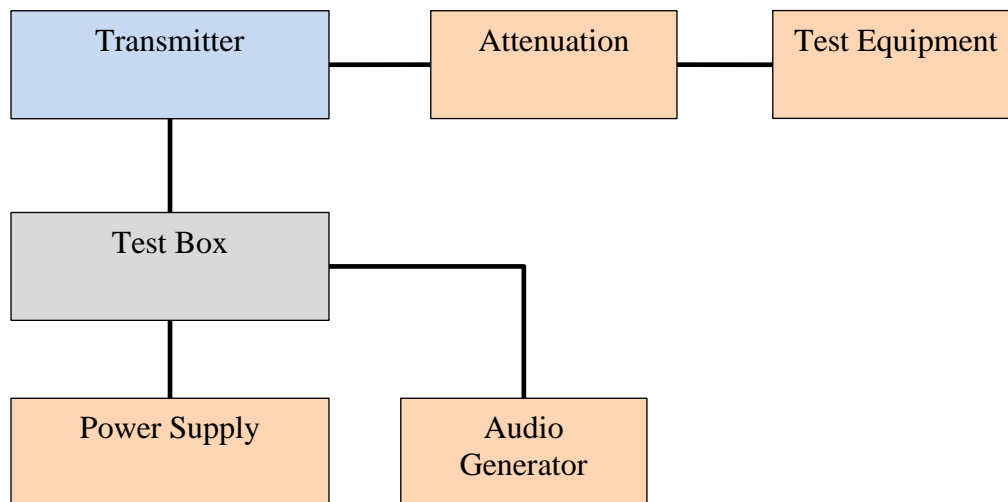 Transmitter
Attenuation
Test Equipment
Test Box
Power Supply
Audio
Generator